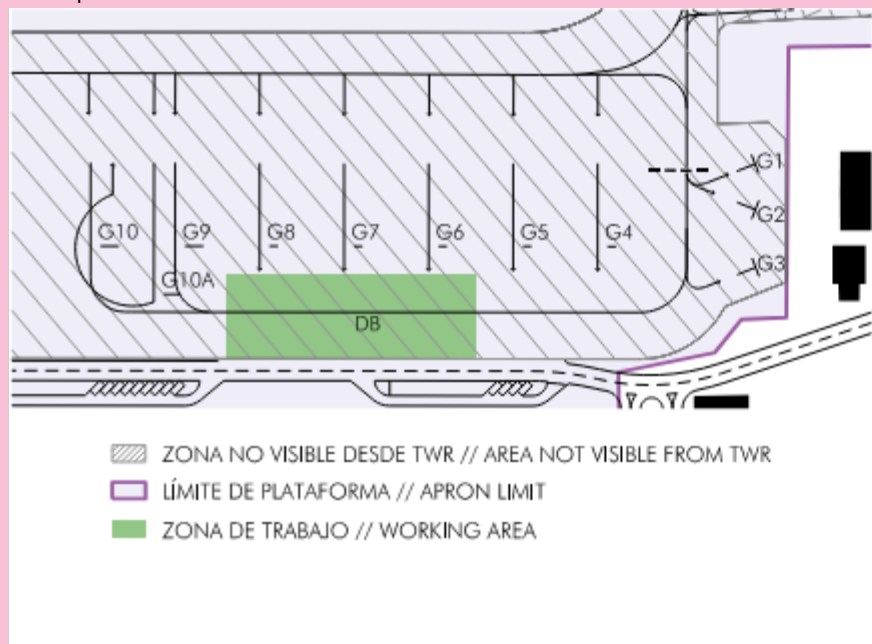 G1
G2
G10 G9 G8 G7 G6 G5 G4
G3
G10A
DB
ZONA NO VISIBLE DESDE TWR // AREA NOT VISIBLE FROM TWR
LÍMITE DE PLATAFORMA // APRON LIMIT
ZONA DE TRABAJO // WORKING AREA